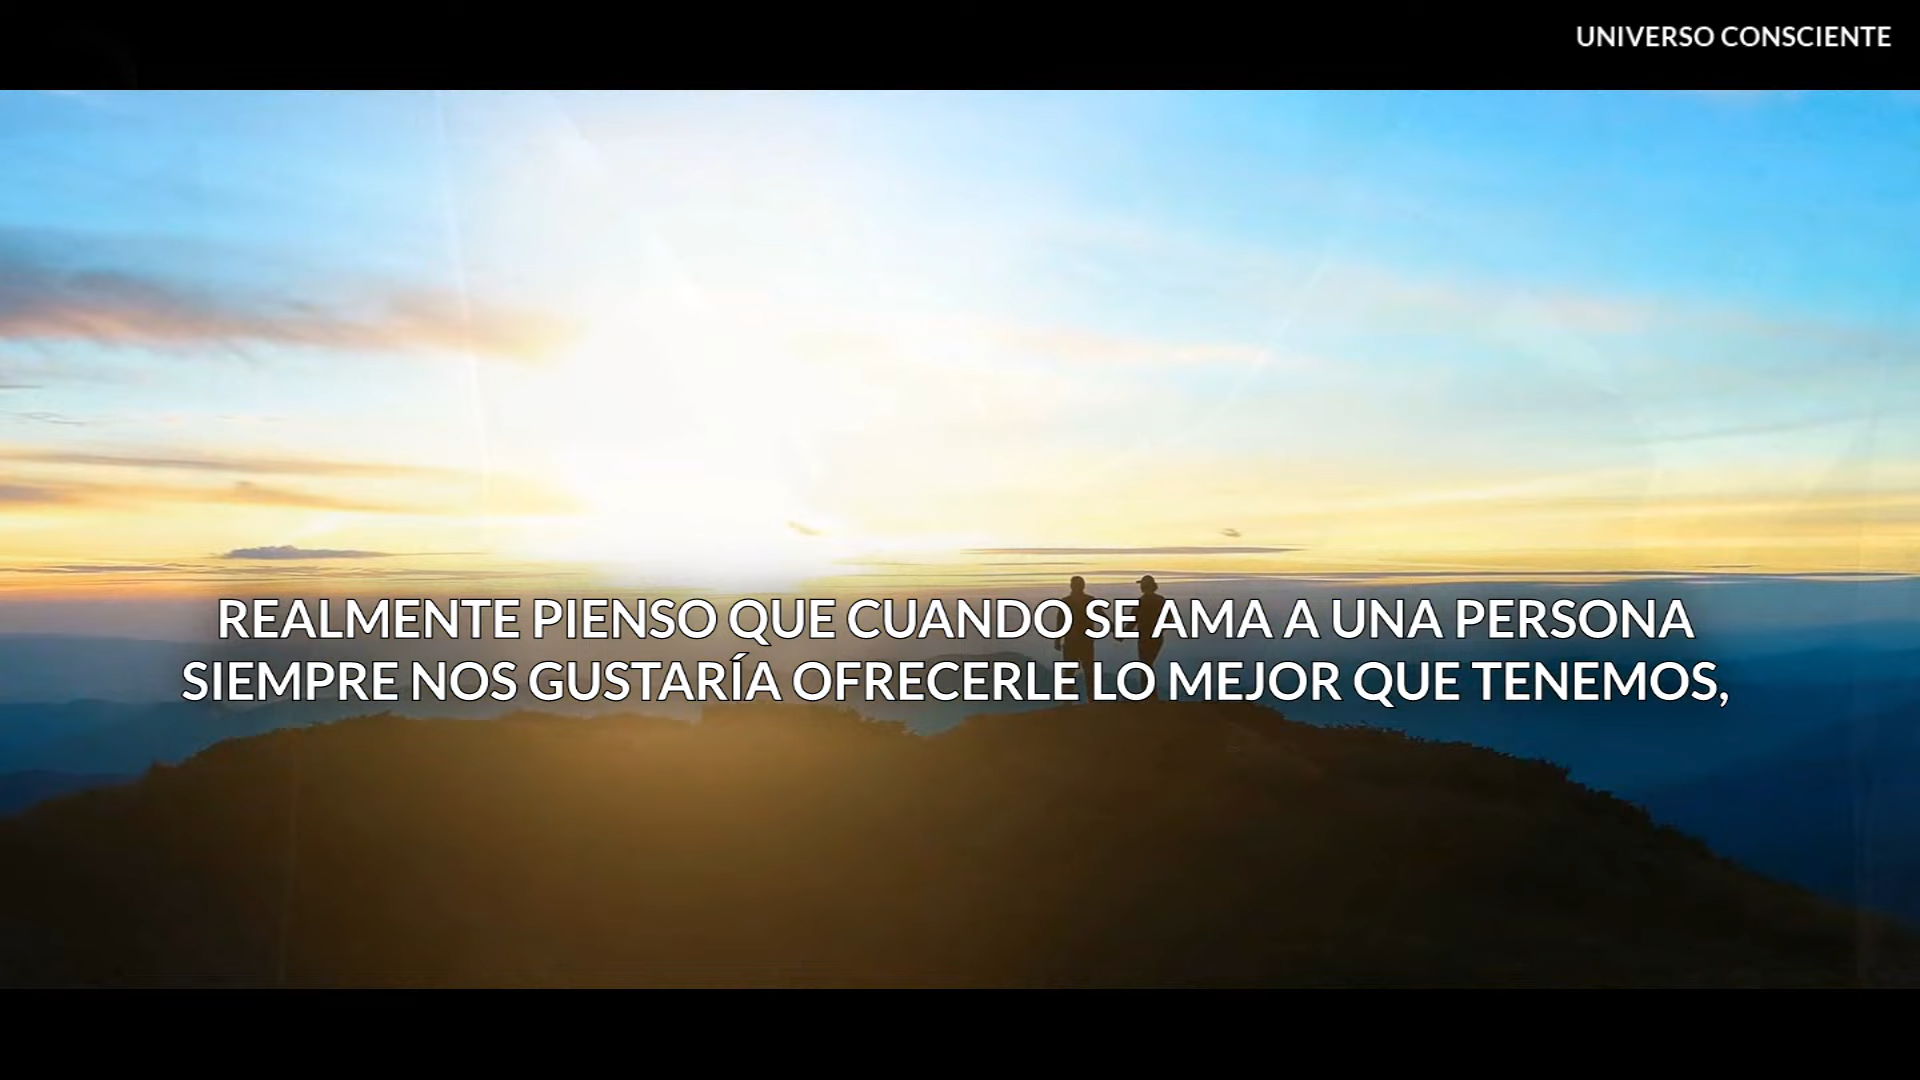 UNIVERSO CONSCIENTE
REALMENTE PIENSO QUE CUANDO SE AMA A UNA PERSONA
SIEMPRE NOS GUSTARÍA OFRECERLE LO MEJOR QUE TENEMOS,